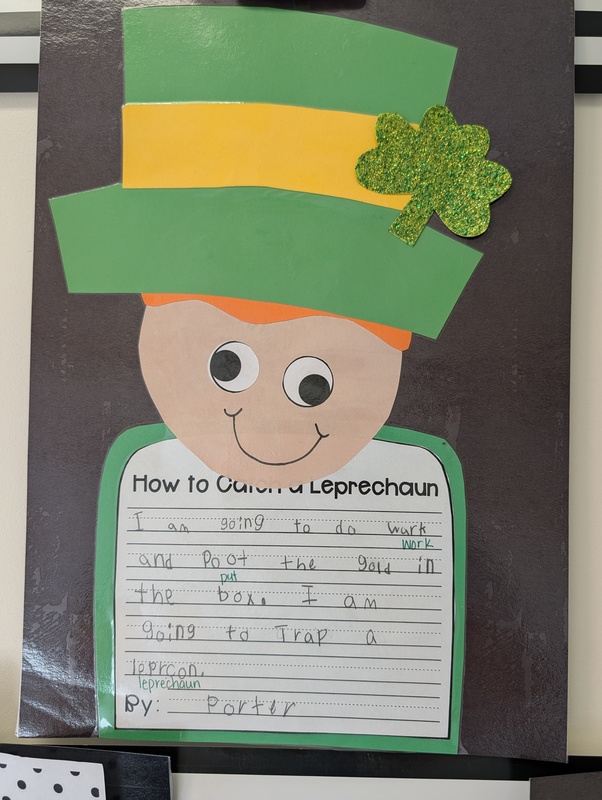 How to Catch a Leprechaun
I am going to do wark
work
and Poot the gold in
put
the box. I am
going to Trap a
leprcon.
leprechaun
By: Porter